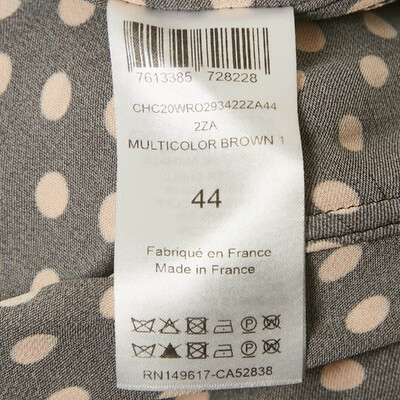 7613385 728228
CHC20WRO293422ZA44
2ZA
MULTICOLOR BROWN 1
44
Fabriqué en France
Made in France
RN149617-CA52838